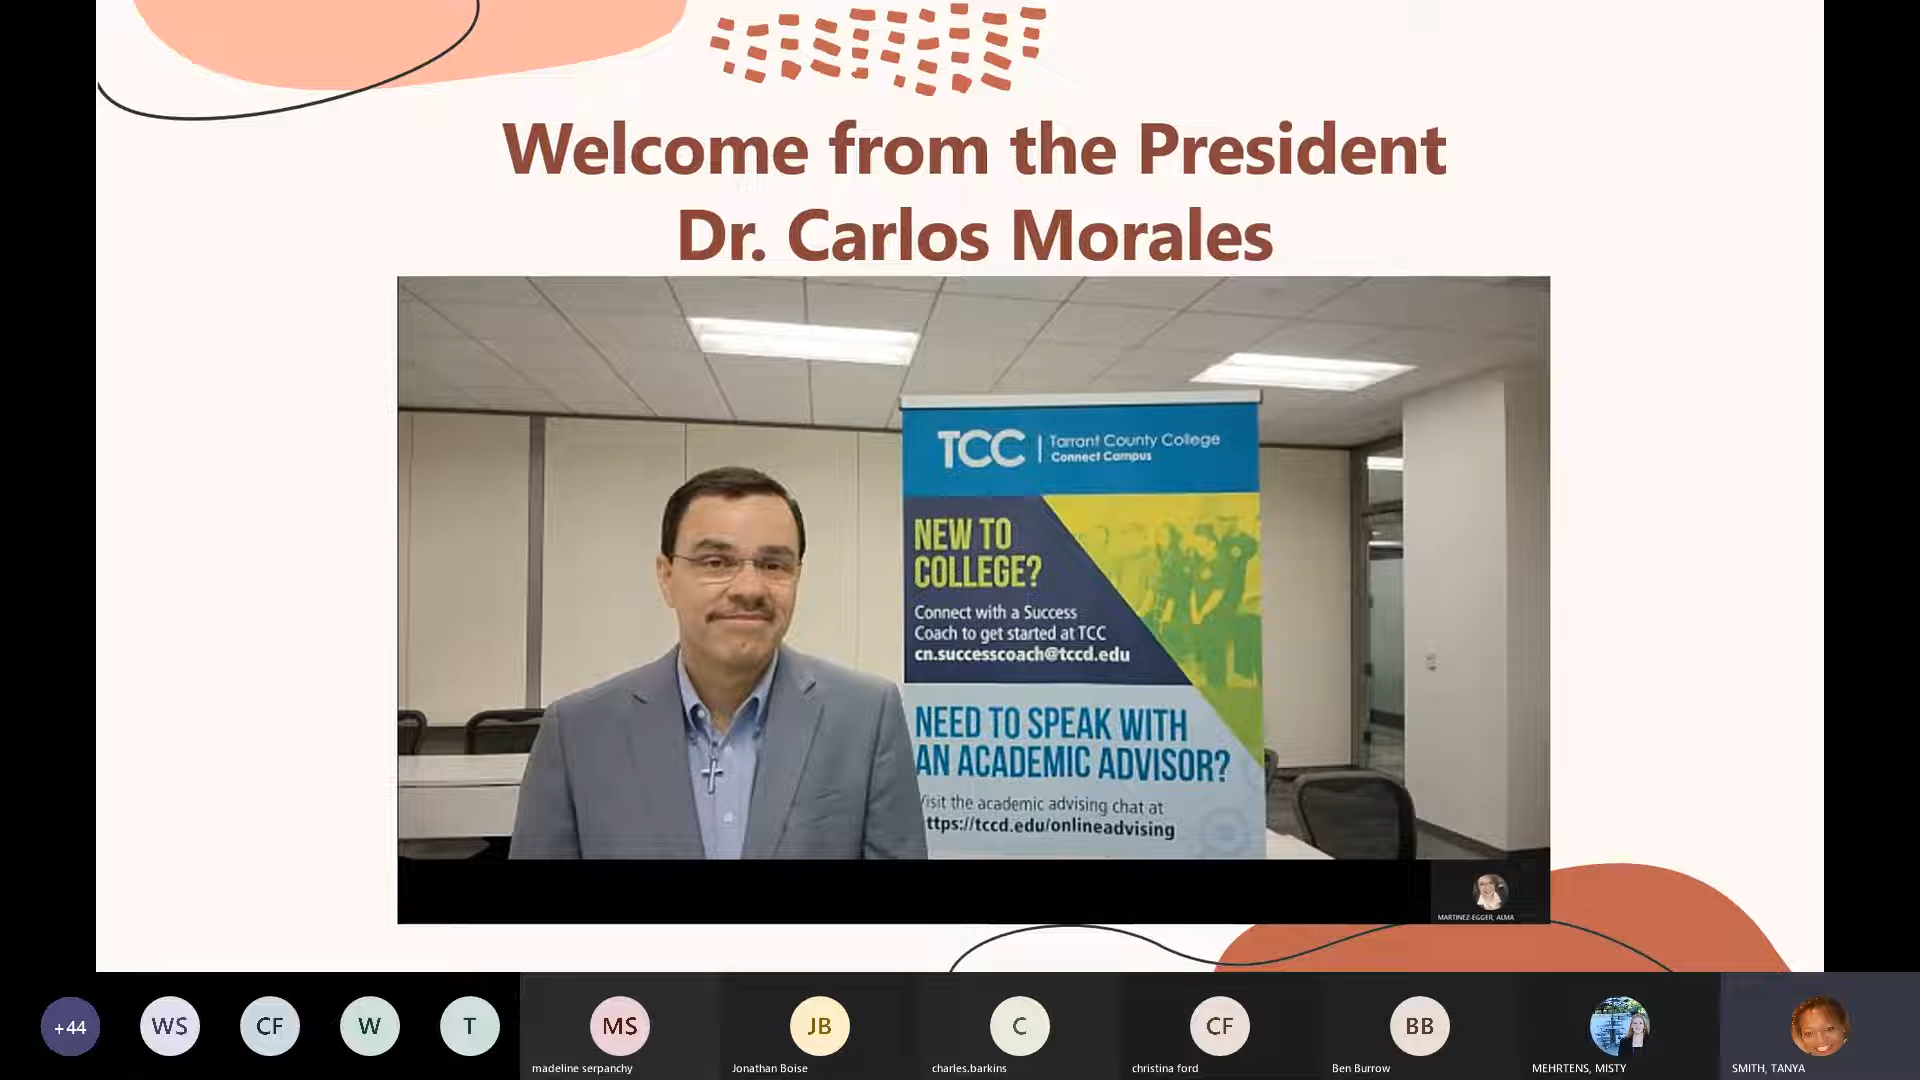 Welcome from the President
Dr. Carlos Morales
TCC
Tarrant County College
Connect Campus
NEW TO
COLLEGE?
Connect with a Success
Coach to get started at TCC
cn.successcoach@tccd.edu
NEED TO SPEAK WITH
AN ACADEMIC ADVISOR?
isit the academic advising chat at
ttps://tccd.edu/onlineadvising
MARTINEZ-EGGER, ALMA
+44
WS
CF
W
T
MS
JB
C
CF
BB
madeline serpanchy
Jonathan Boise
charles.barkins
christina ford
Ben Burrow
MEHRTENS, MISTY
SMITH, TANYA